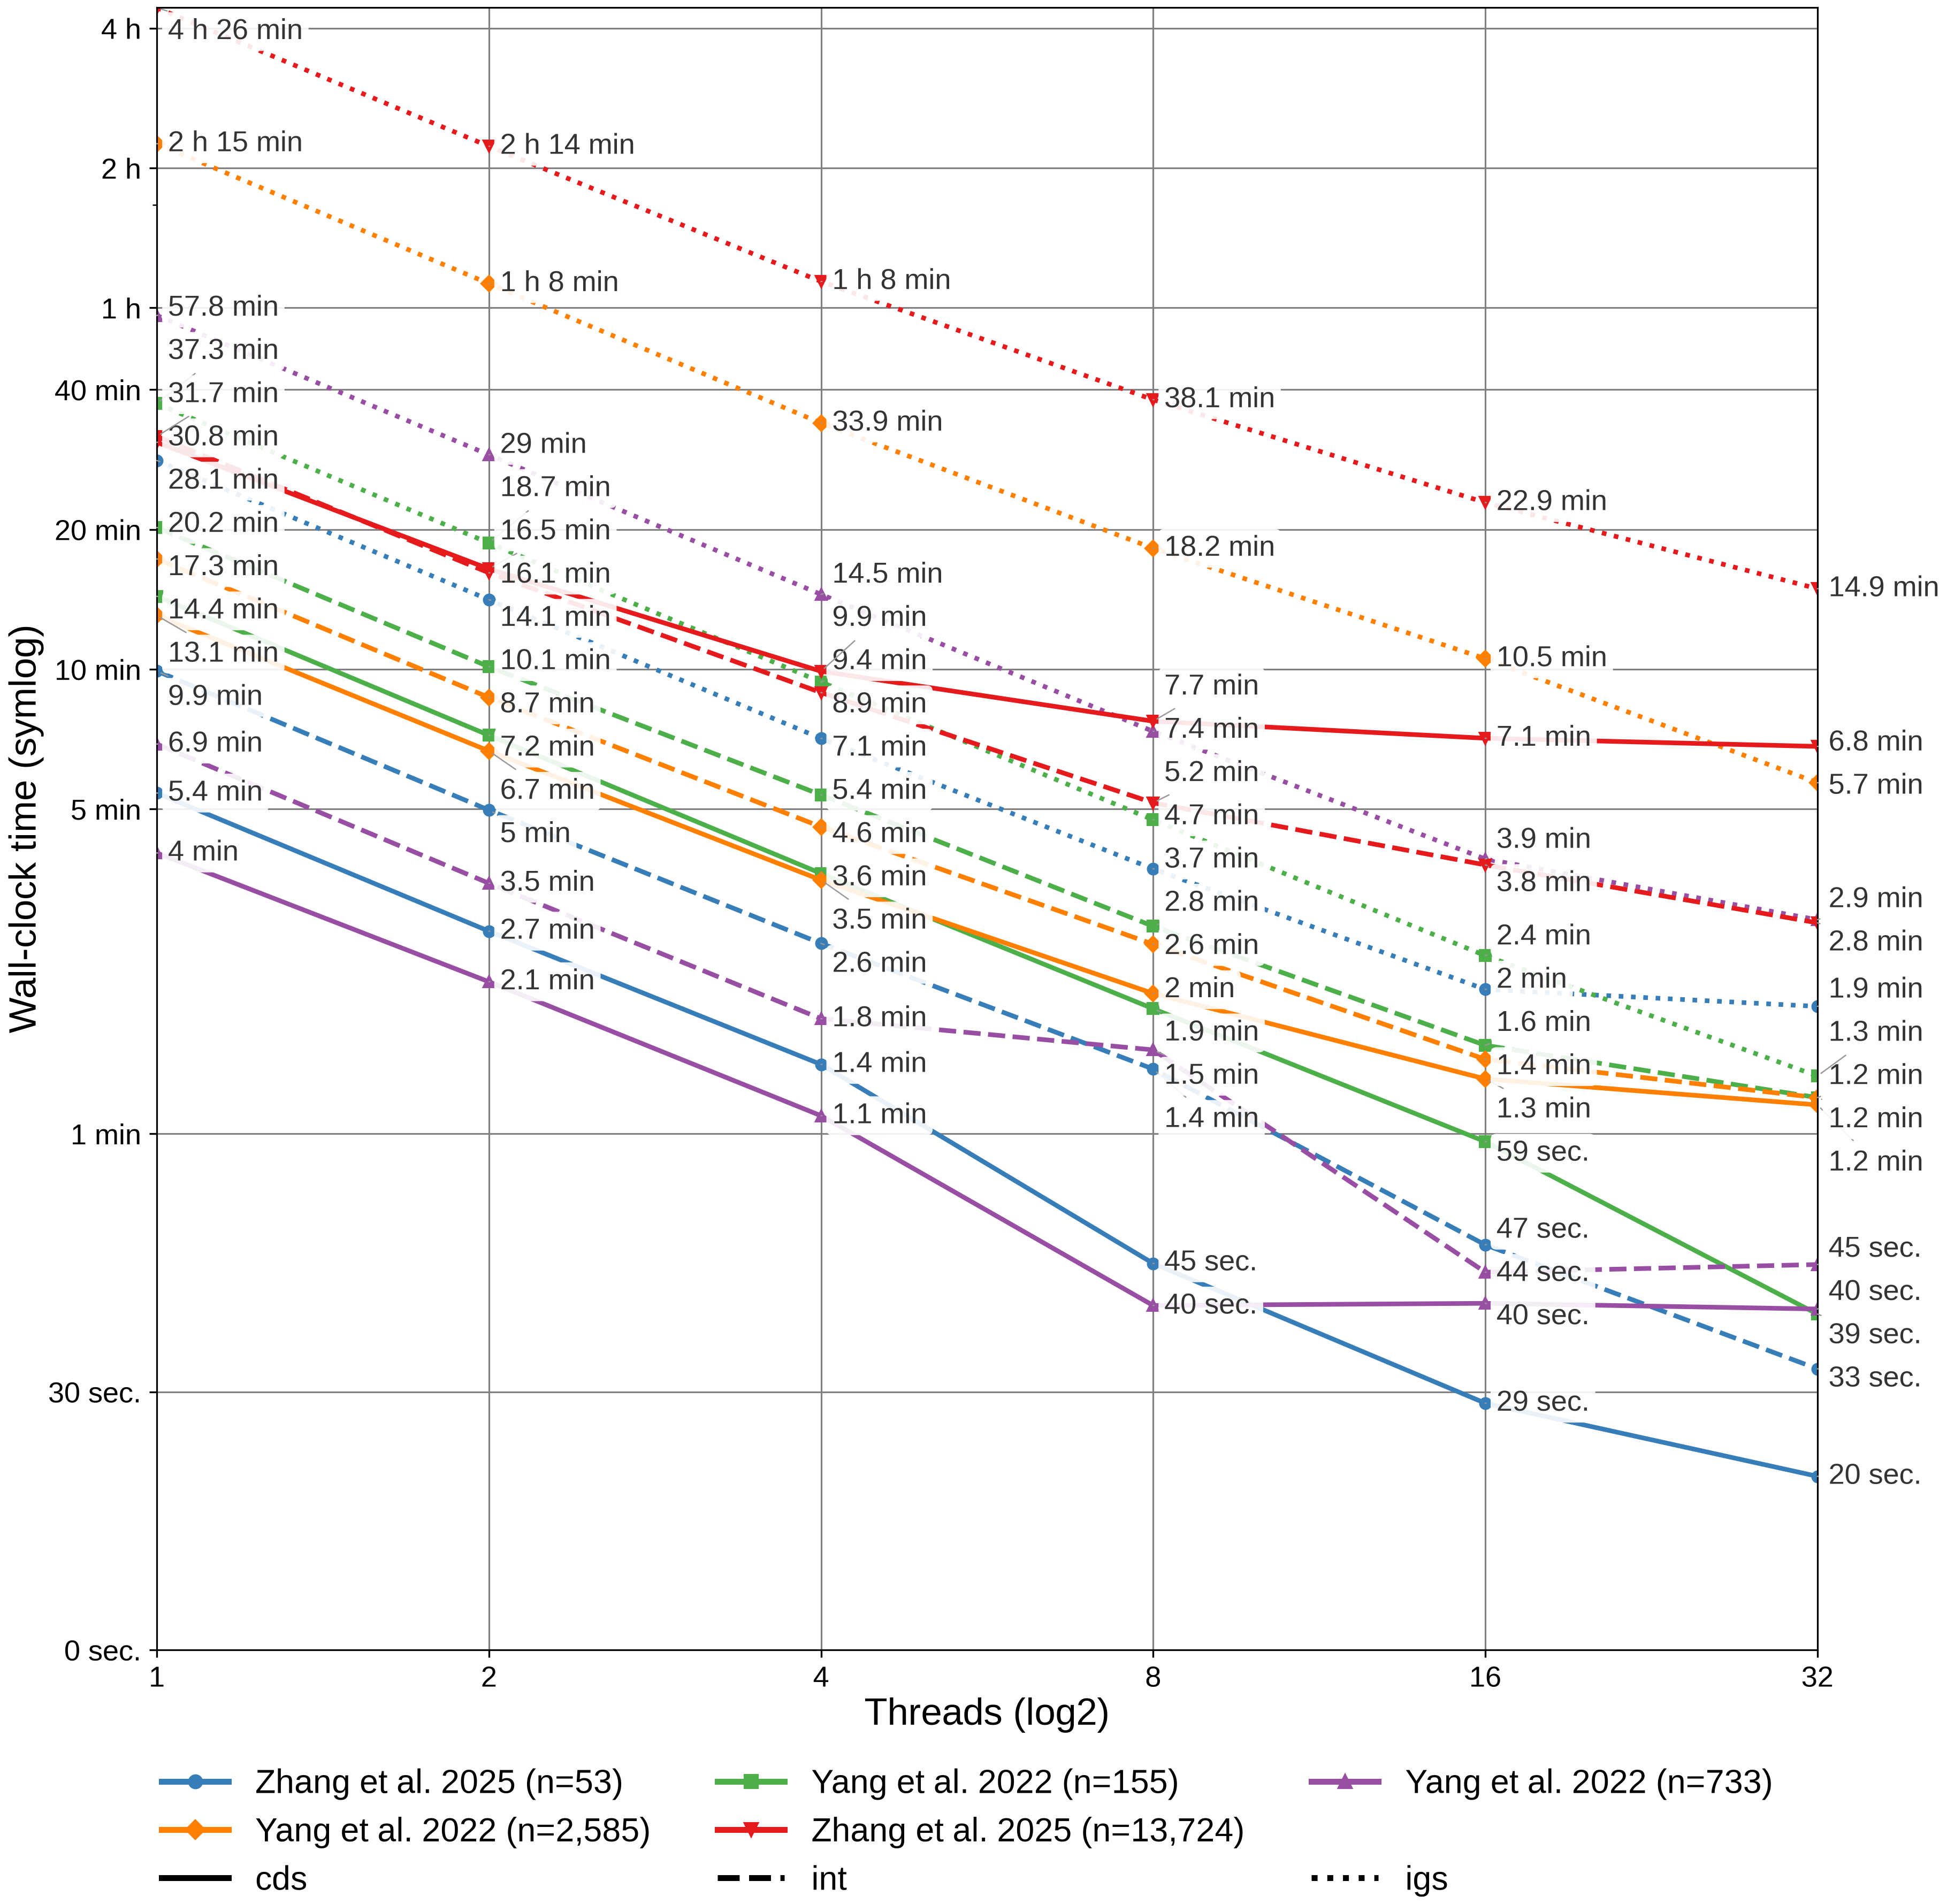 Wall-clock time (symlog)
4 h
2 h
1 h
40 min
20 min
10 min
5 min
1 min
30 sec.
0 sec.
4 h 26 min
2 h 15 min
57.8 min
37.3 min
31.7 min
30.8 min
28.1 min
20.2 min
17.3 min
14.4 min
13.1 min
9.9 min
6.9 min
5.4 min
4 min
2 h 14 min
1 h 8 min
29 min
18.7 min
16.5 min
16.1 min
14.1 min
10.1 min
8.7 min
7.2 min
6.7 min
5 min
3.5 min
2.7 min
2.1 min
1 h 8 min
33.9 min
14.5 min
9.9 min
9.4 min
8.9 min
7.1 min
5.4 min
4.6 min
3.6 min
3.5 min
2.6 min
1.8 min
1.4 min
1.1 min
38.1 min
18.2 min
7.7 min
7.4 min
5.2 min
4.7 min
3.7 min
2.8 min
2.6 min
2 min
1.9 min
1.5 min
1.4 min
45 sec.
40 sec.
22.9 min
10.5 min
7.1 min
3.9 min
3.8 min
2.4 min
2 min
1.6 min
1.4 min
1.3 min
59 sec.
47 sec.
44 sec.
40 sec.
29 sec.
14.9 min
6.8 min
5.7 min
2.9 min
2.8 min
1.9 min
1.3 min
1.2 min
1.2 min
1.2 min
45 sec.
40 sec.
39 sec.
33 sec.
20 sec.
1 2 4 8 16 32
Threads (log2)
Zhang et al. 2025 (n=53) Yang et al. 2022 (n=155) Yang et al. 2022 (n=733)
Yang et al. 2022 (n=2,585) Zhang et al. 2025 (n=13,724)
cds int igs